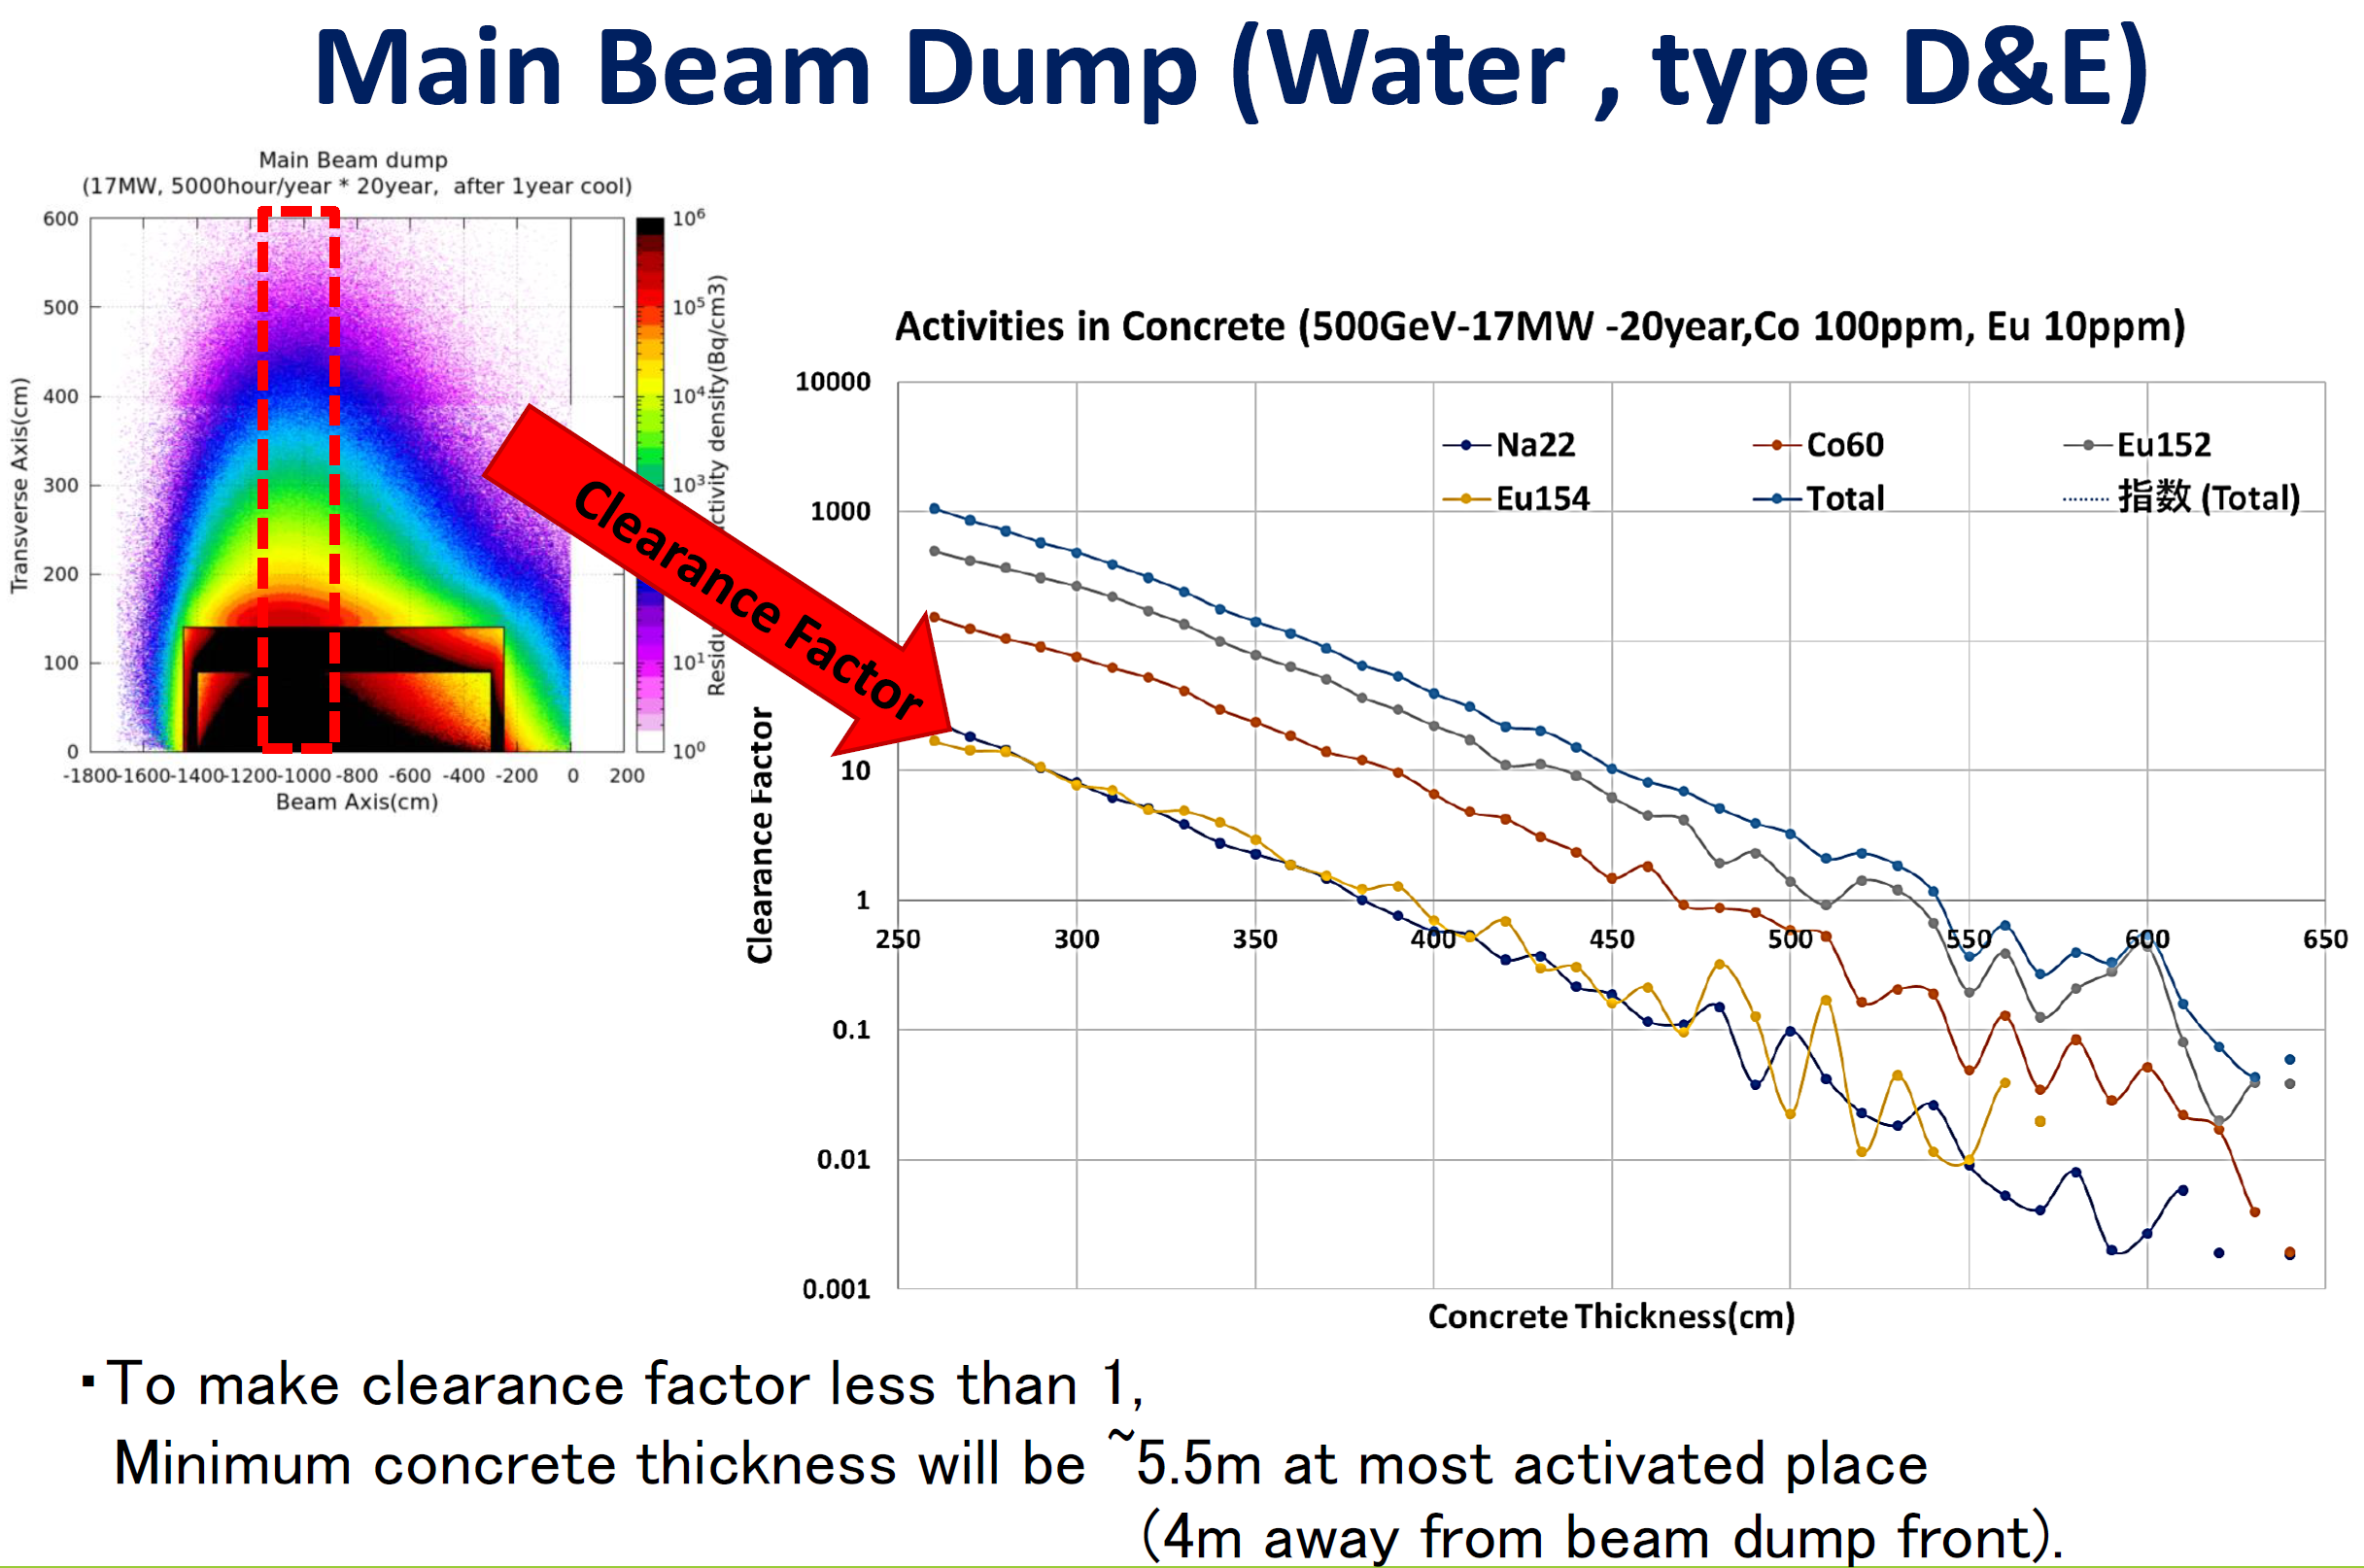 Main Beam Dump (Water , type D&E)
Main Beam dump
(17MW, 5000hour/year * 20year,  after 1year cool)
600
500
400
300
200
100
0
Transverse Axis(cm)
-1800
-1600
-1400
-1200
-1000
-800
-600
-400
-200
0
200
Beam Axis(cm)
10⁶
10⁵
10⁴
10³
10¹
10⁰
activity density(Bq/cm3)
Residu
Clearance Factor
Activities in Concrete (500GeV-17MW -20year,Co 100ppm, Eu 10ppm)
10000
1000
10
1
0.1
0.01
0.001
Clearance Factor
Na22
Co60
Eu152
Eu154
Total
指数 (Total)
250
300
350
400
450
500
550
600
650
Concrete Thickness(cm)
・To make clearance factor less than 1,
Minimum concrete thickness will be ~5.5m at most activated place
(4m away from beam dump front).